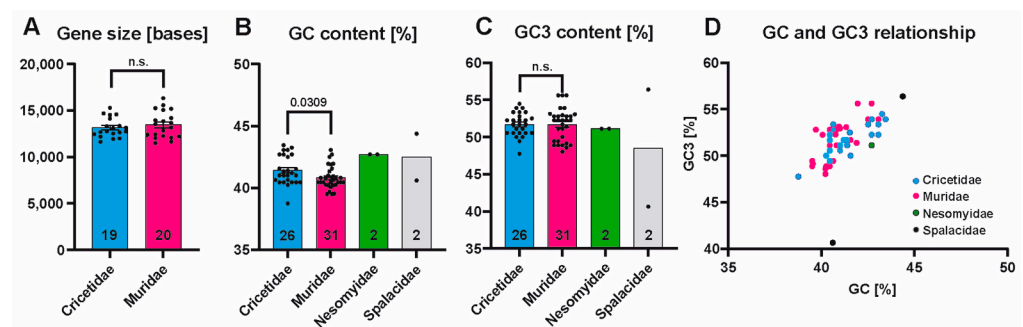 A Gene size [bases]
20,000
15,000
10,000
5,000
0
n.s.
19
20
Cricetidae
Muridae
B GC content [%]
50
45
40
35
0.0309
26
31
2
2
Cricetidae
Muridae
Nesomyidae
Spalacidae
C GC3 content [%]
60
55
50
45
40
35
n.s.
26
31
2
2
Cricetidae
Muridae
Nesomyidae
Spalacidae
D GC and GC3 relationship
GC3 [%]
60
55
50
45
40
Cricetidae
Muridae
Nesomyidae
Spalacidae
35
40
45
50
GC [%]